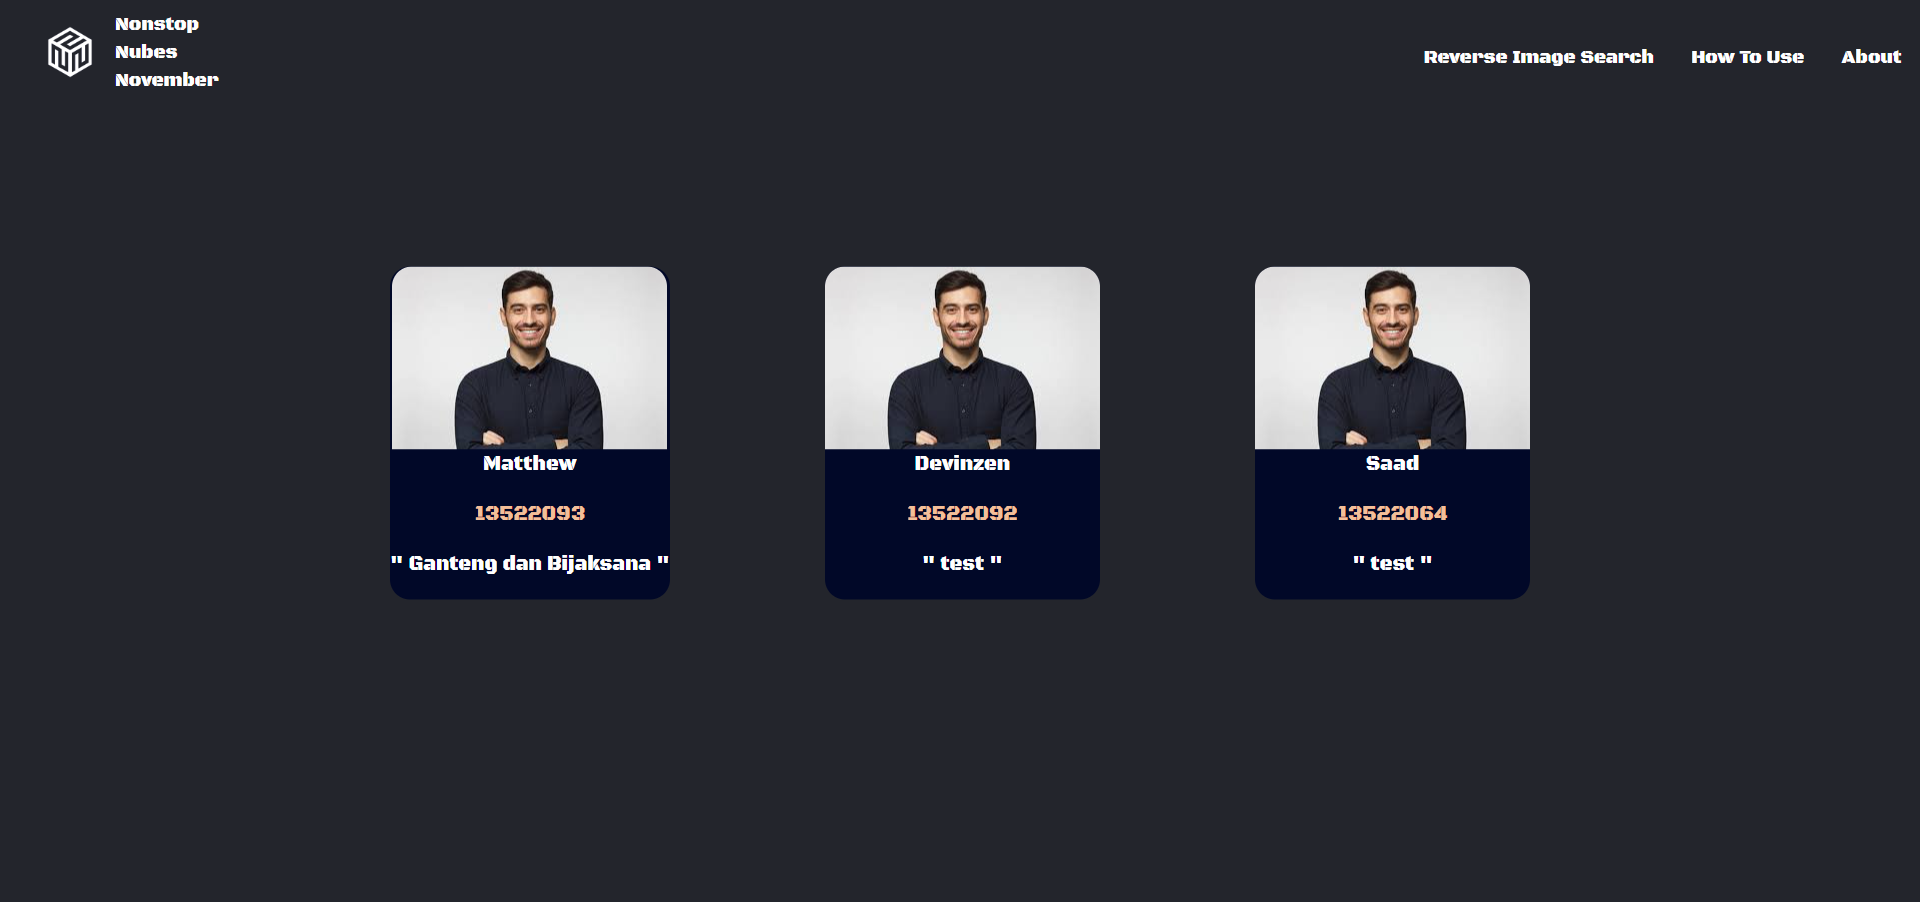 Nonstop
Nubes
November
Reverse Image Search
How To Use
About
Matthew
13522093
" Ganteng dan Bijaksana "
Devinzen
13522092
" test "
Saad
13522064
" test "